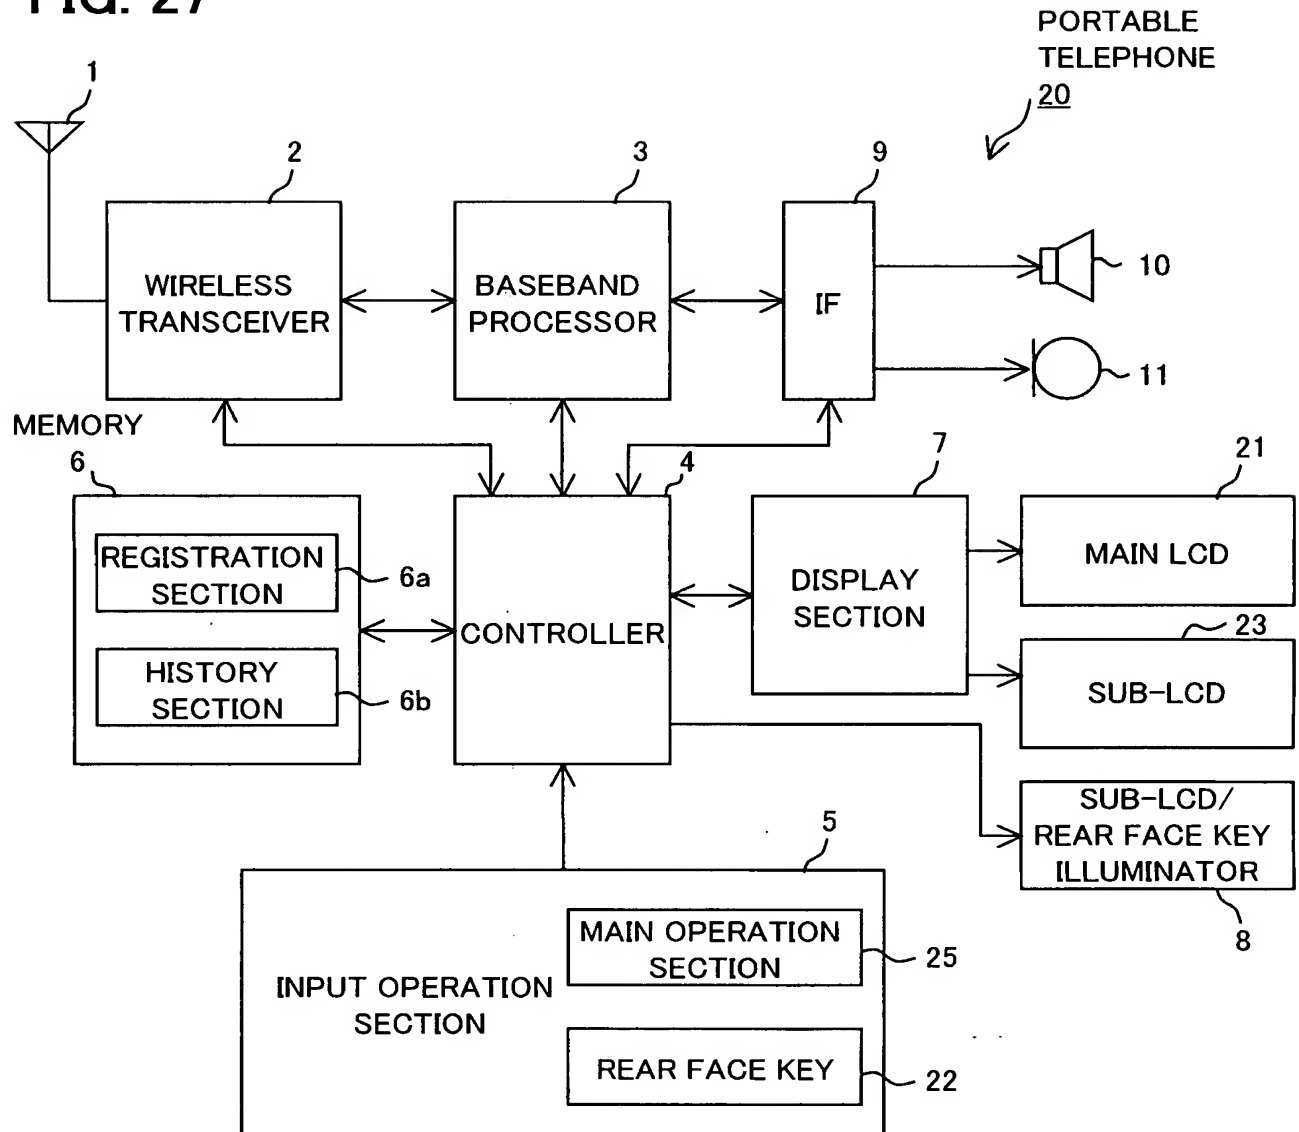 FIG. 27
PORTABLE
TELEPHONE
20
1
2
3
9
WIRELESS
TRANSCEIVER
BASEBAND
PROCESSOR
IF
10
11
MEMORY
6
4
7
21
REGISTRATION
SECTION
6a
HISTORY
SECTION
6b
CONTROLLER
DISPLAY
SECTION
MAIN LCD
23
SUB-LCD
SUB-LCD/
REAR FACE KEY
ILLUMINATOR
8
5
INPUT OPERATION
SECTION
MAIN OPERATION
SECTION
25
REAR FACE KEY
22